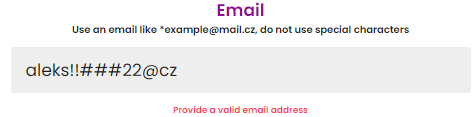 Email
Use an email like *example@mail.cz, do not use special characters
aleks!!###22@cz
Provide a valid email address